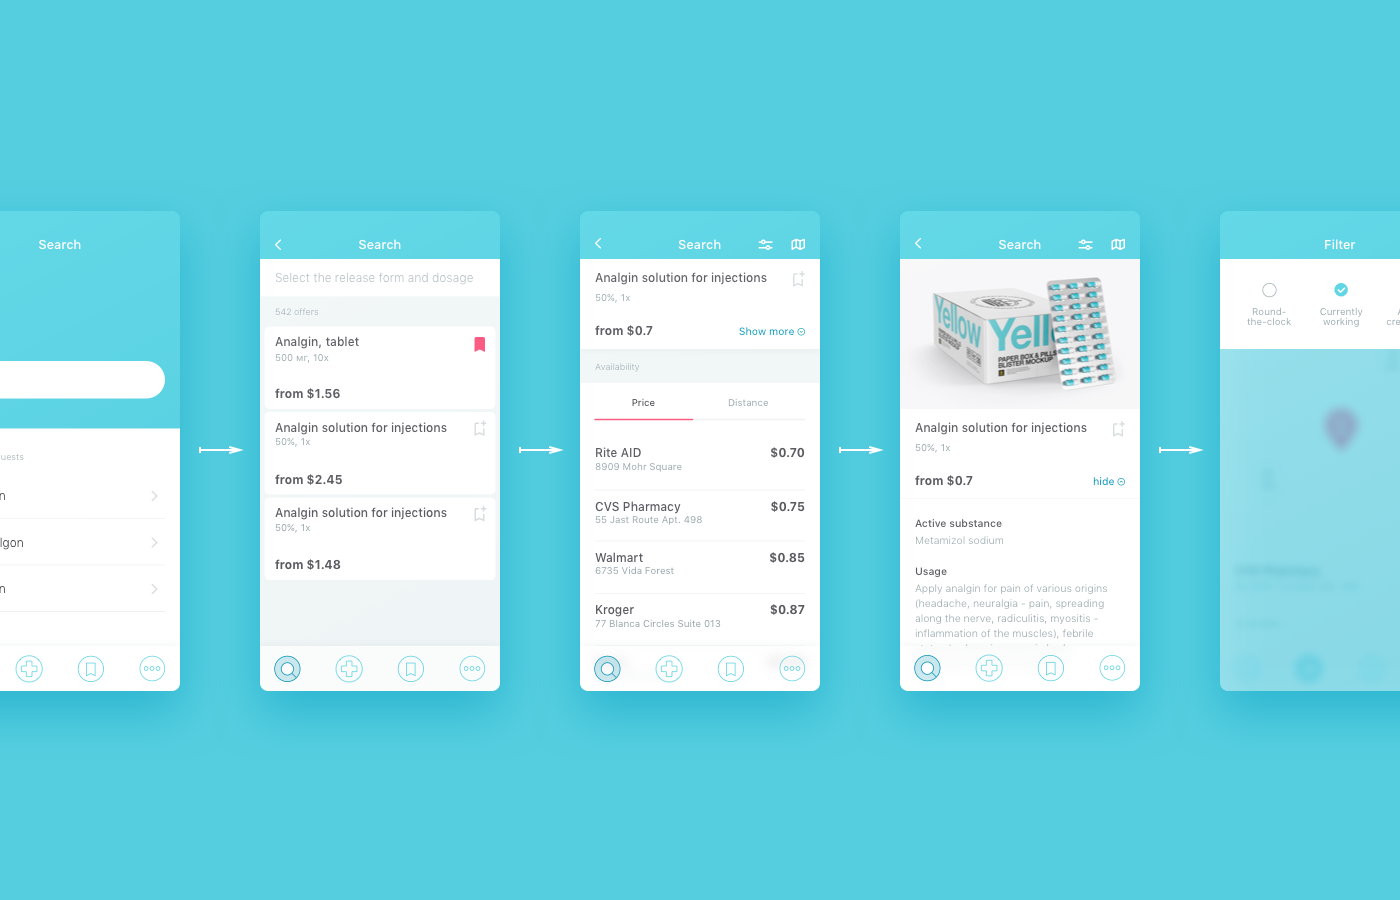 Search
uests
n
lgon
n
Search
Select the release form and dosage
542 offers
Analgin, tablet
500 мг, 10x
from $1.56
Analgin solution for injections
50%, 1x
from $2.45
Analgin solution for injections
50%, 1x
from $1.48
Search
Analgin solution for injections
50%, 1x
from $0.7
Show more
Availability
Price
Distance
Rite AID
$0.70
8909 Mohr Square
CVS Pharmacy
$0.75
55 Jast Route Apt. 498
Walmart
$0.85
6735 Vida Forest
Kroger
$0.87
77 Blanca Circles Suite 013
Search
Yellow
Yell
PAPER BOX & PILLS
BLISTER MOCKUP
Analgin solution for injections
50%, 1x
from $0.7
hide
Active substance
Metamizol sodium
Usage
Apply analgin for pain of various origins
(headache, neuralgia - pain, spreading
along the nerve, radiculitis, myositis -
inflammation of the muscles), febrile
Filter
Round-
the-clock
Currently
working
cre